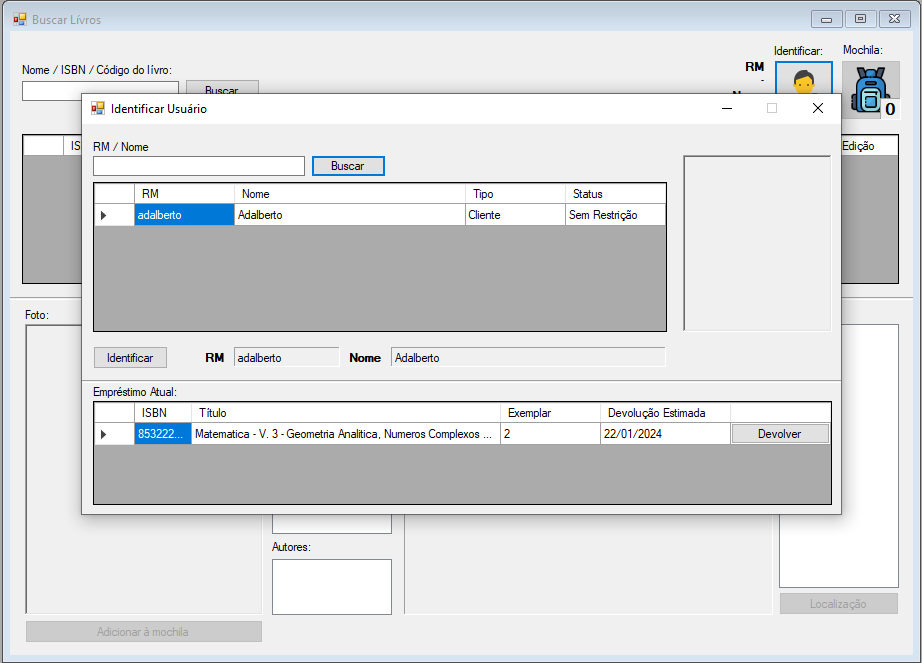 Buscar Lívros
Identificar:
Mochila:
Nome / ISBN / Código do lívro:
RM
-
Buscar
0
Identificar Usuário
IS
Edição
RM / Nome
Buscar
RM Nome Tipo Status
adalberto Adalberto Cliente Sem Restrição
Foto:
Identificar RM adalberto Nome Adalberto
Empréstimo Atual:
ISBN Título Exemplar Devolução Estimada
853222... Matematica - V. 3 - Geometria Analitica, Numeros Complexos ... 2 22/01/2024 Devolver
Autores:
Localização
Adicionar à mochila